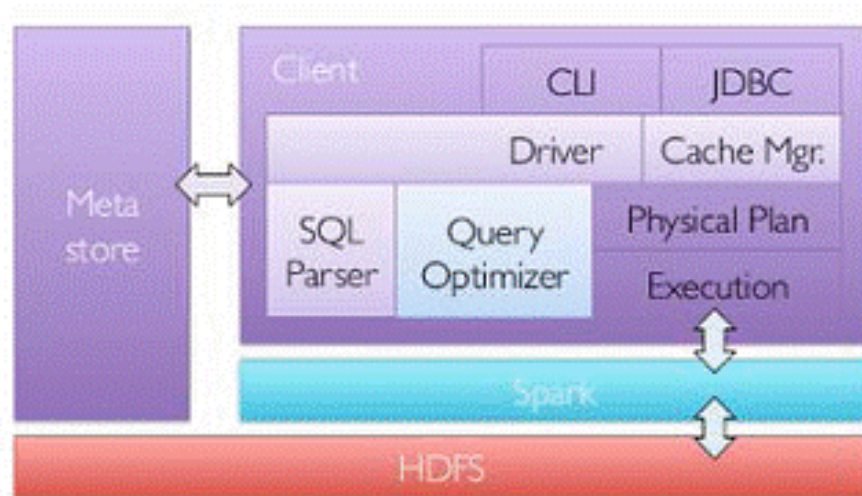 Client
CLI
JDBC
Driver
Cache Mgr.
Meta
store
SQL
Parser
Query
Optimizer
Physical Plan
Execution
Spark
HDFS